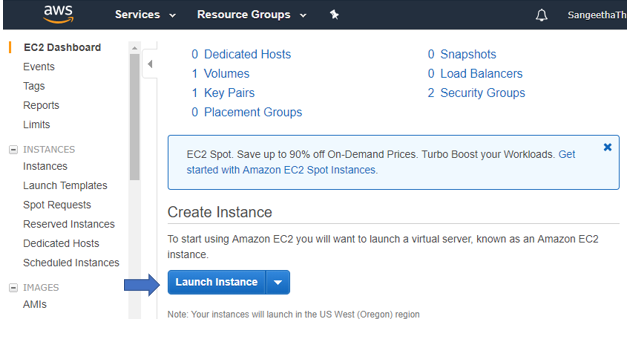 aws
Services
Resource Groups
SangeethaTh
EC2 Dashboard
Events
Tags
Reports
Limits
INSTANCES
Instances
Launch Templates
Spot Requests
Reserved Instances
Dedicated Hosts
Scheduled Instances
IMAGES
AMIs
0 Dedicated Hosts
1 Volumes
1 Key Pairs
0 Placement Groups
0 Snapshots
0 Load Balancers
2 Security Groups
EC2 Spot. Save up to 90% off On-Demand Prices. Turbo Boost your Workloads. Get
started with Amazon EC2 Spot Instances.
Create Instance
To start using Amazon EC2 you will want to launch a virtual server, known as an Amazon EC2
instance.
Launch Instance
Note: Your instances will launch in the US West (Oregon) region